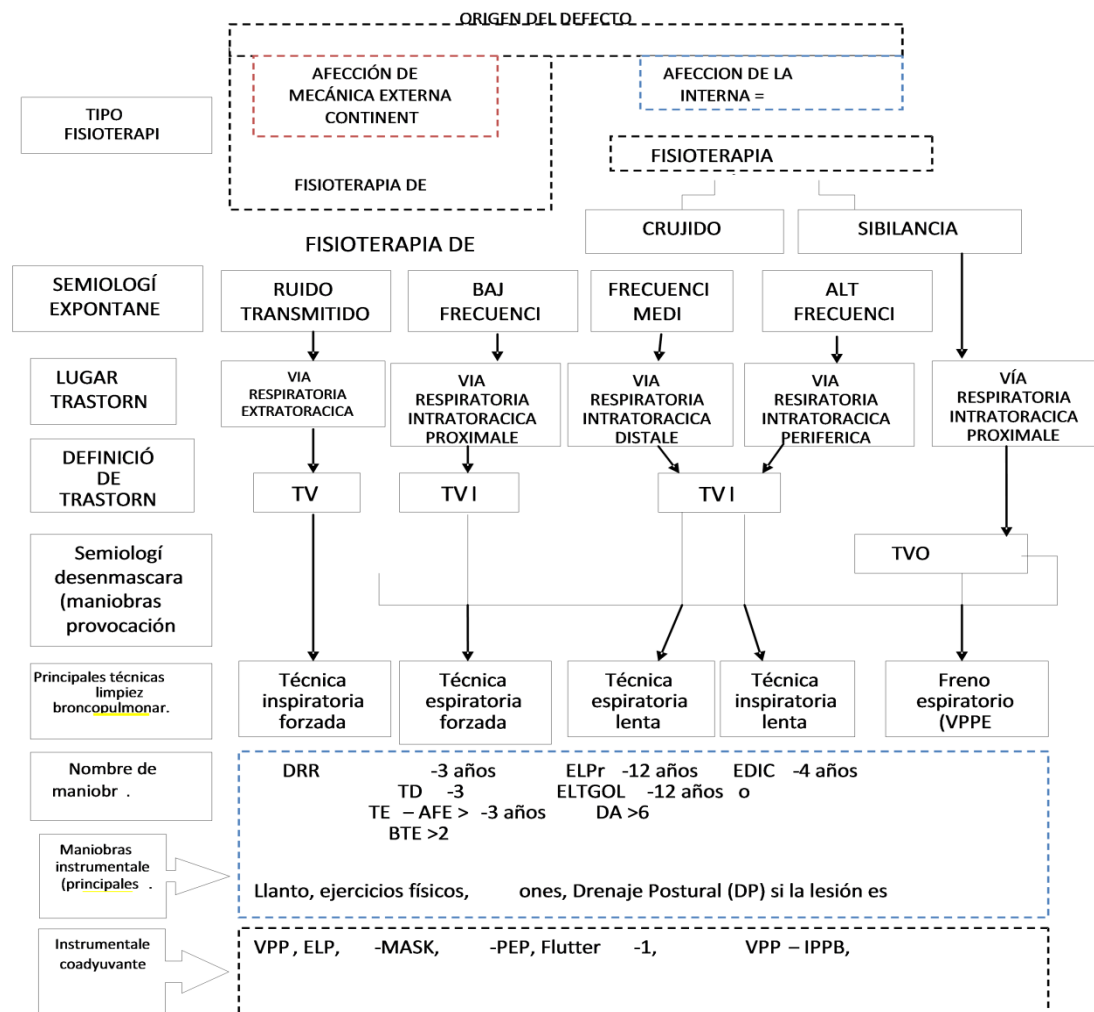 ORIGEN DEL DEFECTO
AFECCIÓN DE
MECÁNICA EXTERNA
CONTINENT
AFECCION DE LA
INTERNA =
TIPO
FISIOTERAPI
FISIOTERAPIA DE
FISIOTERAPIA
CRUJIDO
SIBILANCIA
FISIOTERAPIA DE
SEMIOLOGÍ
EXPONTANE
RUIDO
TRANSMITIDO
BAJ
FRECUENCI
FRECUENCI
MEDI
ALT
FRECUENCI
LUGAR
TRASTORN
VIA
RESPIRATORIA
EXTRATORACICA
VIA
RESPIRATORIA
INTRATORACICA
PROXIMALE
VIA
RESPIRATORIA
INTRATORACICA
DISTALE
VIA
RESIRATORIA
INTRATORACICA
PERIFERICA
VÍA
RESPIRATORIA
INTRATORACICA
PROXIMALE
DEFINICIÓ
DE
TRASTORN
TV
TV I
TV I
TVO
Semiologí
desenmascara
(maniobras
provocación
Principales técnicas
limpiez
broncopulmonar.
Técnica
inspiratoria
forzada
Técnica
espiratoria
forzada
Técnica
espiratoria
lenta
Técnica
inspiratoria
lenta
Freno
espiratorio
(VPPE
Nombre de
maniobr .
DRR -3 años ELPr -12 años EDIC -4 años
TD -3 ELTGOL -12 años o
TE – AFE > -3 años DA >6
BTE >2
Maniobras
instrumentale
(principales .
Llanto, ejercicios físicos, ones, Drenaje Postural (DP) si la lesión es
Instrumentale
coadyuvante
VPP , ELP, -MASK, -PEP, Flutter -1, VPP – IPPB,